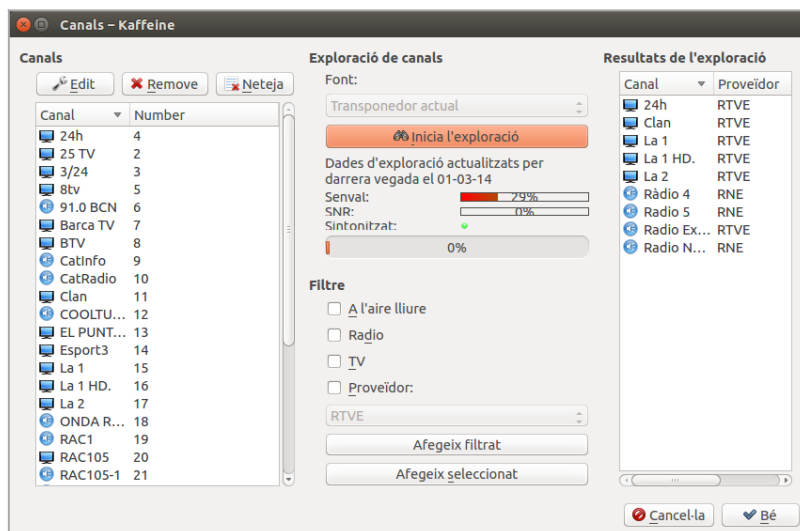 Canals – Kaffeine
Canals
Edit
Remove
Neteja
Canal Number
24h 4
25 TV 2
3/24 3
8tv 5
91.0 BCN 6
Barca TV 7
BTV 8
CatInfo 9
CatRadio 10
Clan 11
COOLTU... 12
EL PUNT... 13
Esport3 14
La 1 15
La 1 HD. 16
La 2 17
ONDA R... 18
RAC1 19
RAC105 20
RAC105-1 21
Exploració de canals
Font:
Transponedor actual
Inicia l'exploració
Dades d'exploració actualitzats per
darrera vegada el 01-03-14
Senyal: 29%
SNR: 0%
Sintonitzat:
0%
Filtre
A l'aire lliure
Radio
TV
Proveïdor:
RTVE
Afegeix filtrat
Afegeix seleccionat
Resultats de l'exploració
Canal Proveïdor
24h RTVE
Clan RTVE
La 1 RTVE
La 1 HD. RTVE
La 2 RTVE
Ràdio 4 RNE
Radio 5 RNE
Radio Ex... RTVE
Radio N... RNE
Cancel·la
Bé